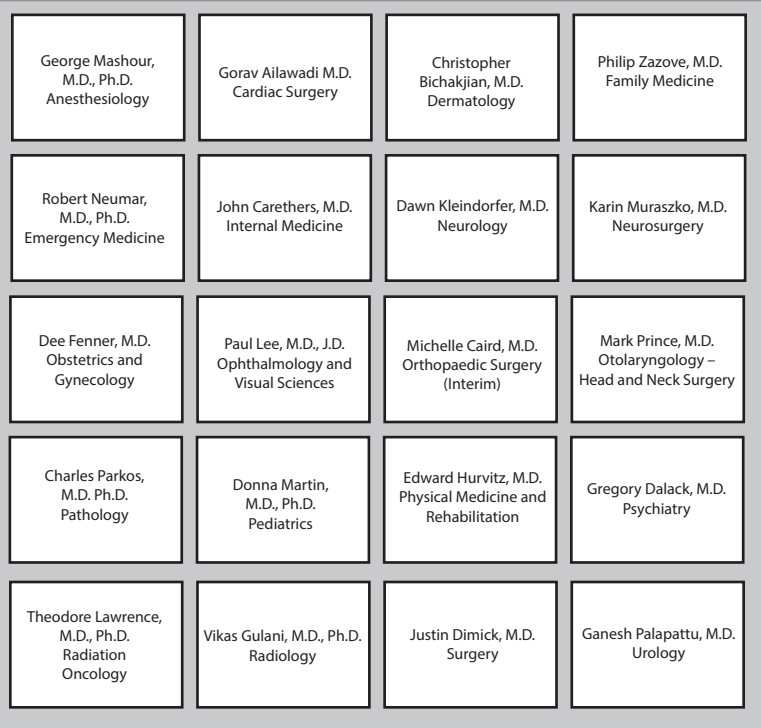 George Mashour,
M.D., Ph.D.
Anesthesiology
Gorav Ailawadi M.D.
Cardiac Surgery
Christopher
Bichakjian, M.D.
Dermatology
Philip Zazove, M.D.
Family Medicine
Robert Neumar,
M.D., Ph.D.
Emergency Medicine
John Carethers, M.D.
Internal Medicine
Dawn Kleindorfer, M.D.
Neurology
Karin Muraszko, M.D.
Neurosurgery
Dee Fenner, M.D.
Obstetrics and
Gynecology
Paul Lee, M.D., J.D.
Ophthalmology and
Visual Sciences
Michelle Caird, M.D.
Orthopaedic Surgery
(Interim)
Mark Prince, M.D.
Otolaryngology –
Head and Neck Surgery
Charles Parkos,
M.D. Ph.D.
Pathology
Donna Martin,
M.D., Ph.D.
Pediatrics
Edward Hurvitz, M.D.
Physical Medicine and
Rehabilitation
Gregory Dalack, M.D.
Psychiatry
Theodore Lawrence,
M.D., Ph.D.
Radiation
Oncology
Vikas Gulani, M.D., Ph.D.
Radiology
Justin Dimick, M.D.
Surgery
Ganesh Palapattu, M.D.
Urology